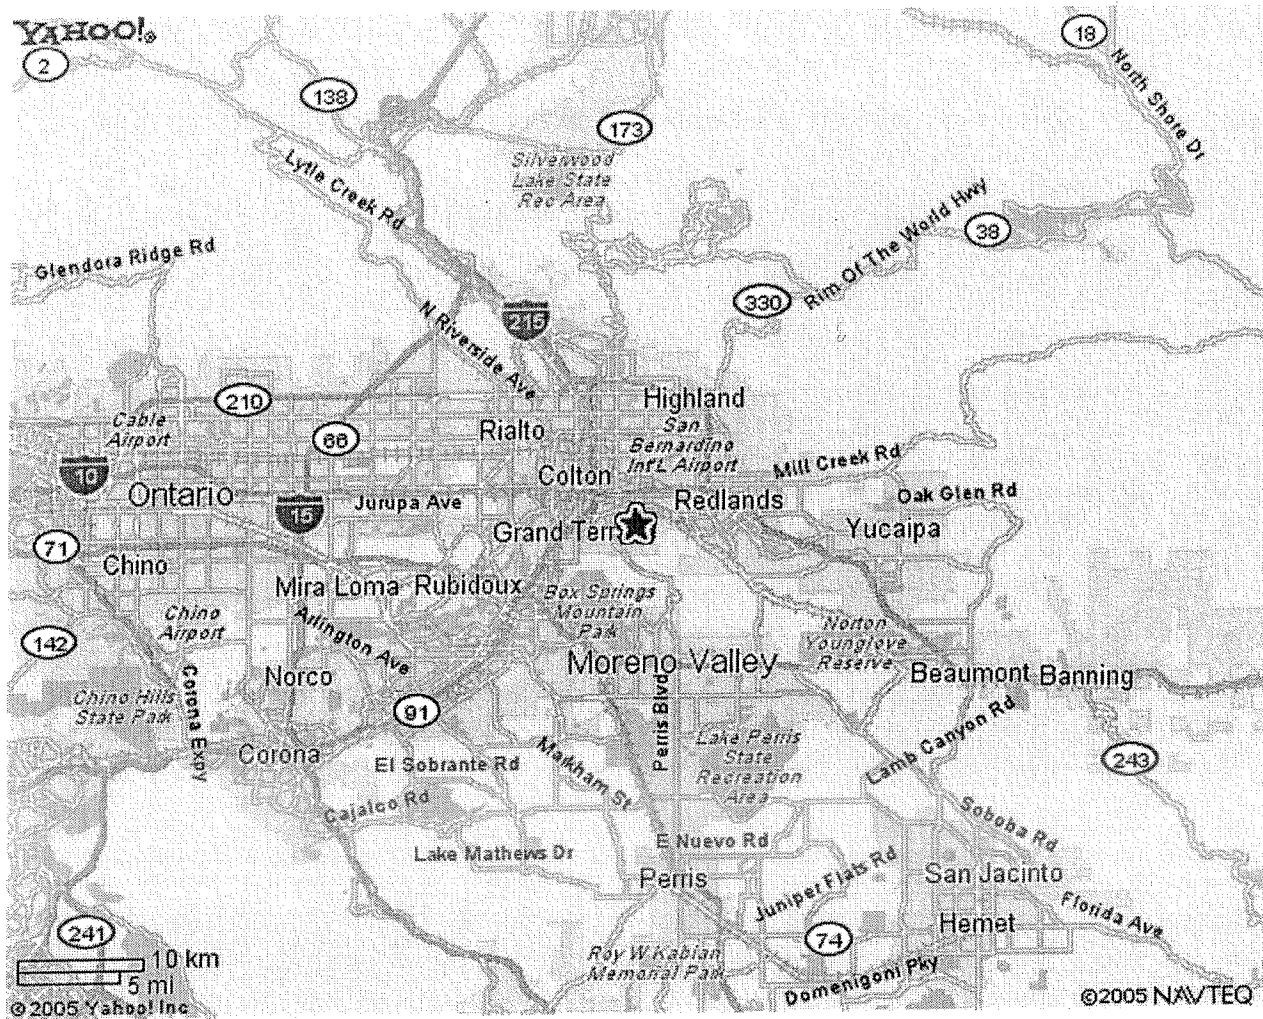 YAHOO!®
2
18
North Shore Dr
138
173
Silverwood
Lake State
Rec Area
Lytle Creek Rd
Rim Of The World Hwy
38
Glendora Ridge Rd
330
215
N Riverside Ave
210
Highland
Cable
Airport
66
Rialto
San
Bernardino
Int'L Airport
Mill Creek Rd
10
Colton
Ontario
15
Jurupa Ave
Redlands
Oak Glen Rd
Grand Terr
Yucaipa
71
Chino
Mira Loma
Rubidoux
Box Springs
Mountain
Park
Chino
Airport
Arlington Ave
Norton
Younglove
Reserve
142
Norco
Moreno Valley
Beaumont
Banning
Chino Hills
State Park
Corona Expy
91
Perris Blvd
Lamb Canyon Rd
Lake Perris
State
Recreation
Area
Corona
El Sobrante Rd
Markham St
243
Cajalco Rd
Soboba Rd
E Nuevo Rd
Lake Mathews Dr
Juniper Flats Rd
Perris
San Jacinto
Florida Ave
Hemet
241
74
Roy W Kabian
Memorial Park
Domenigoni Pky
10 km
5 mi
©2005 Yahoo! Inc
©2005 NAVTEQ